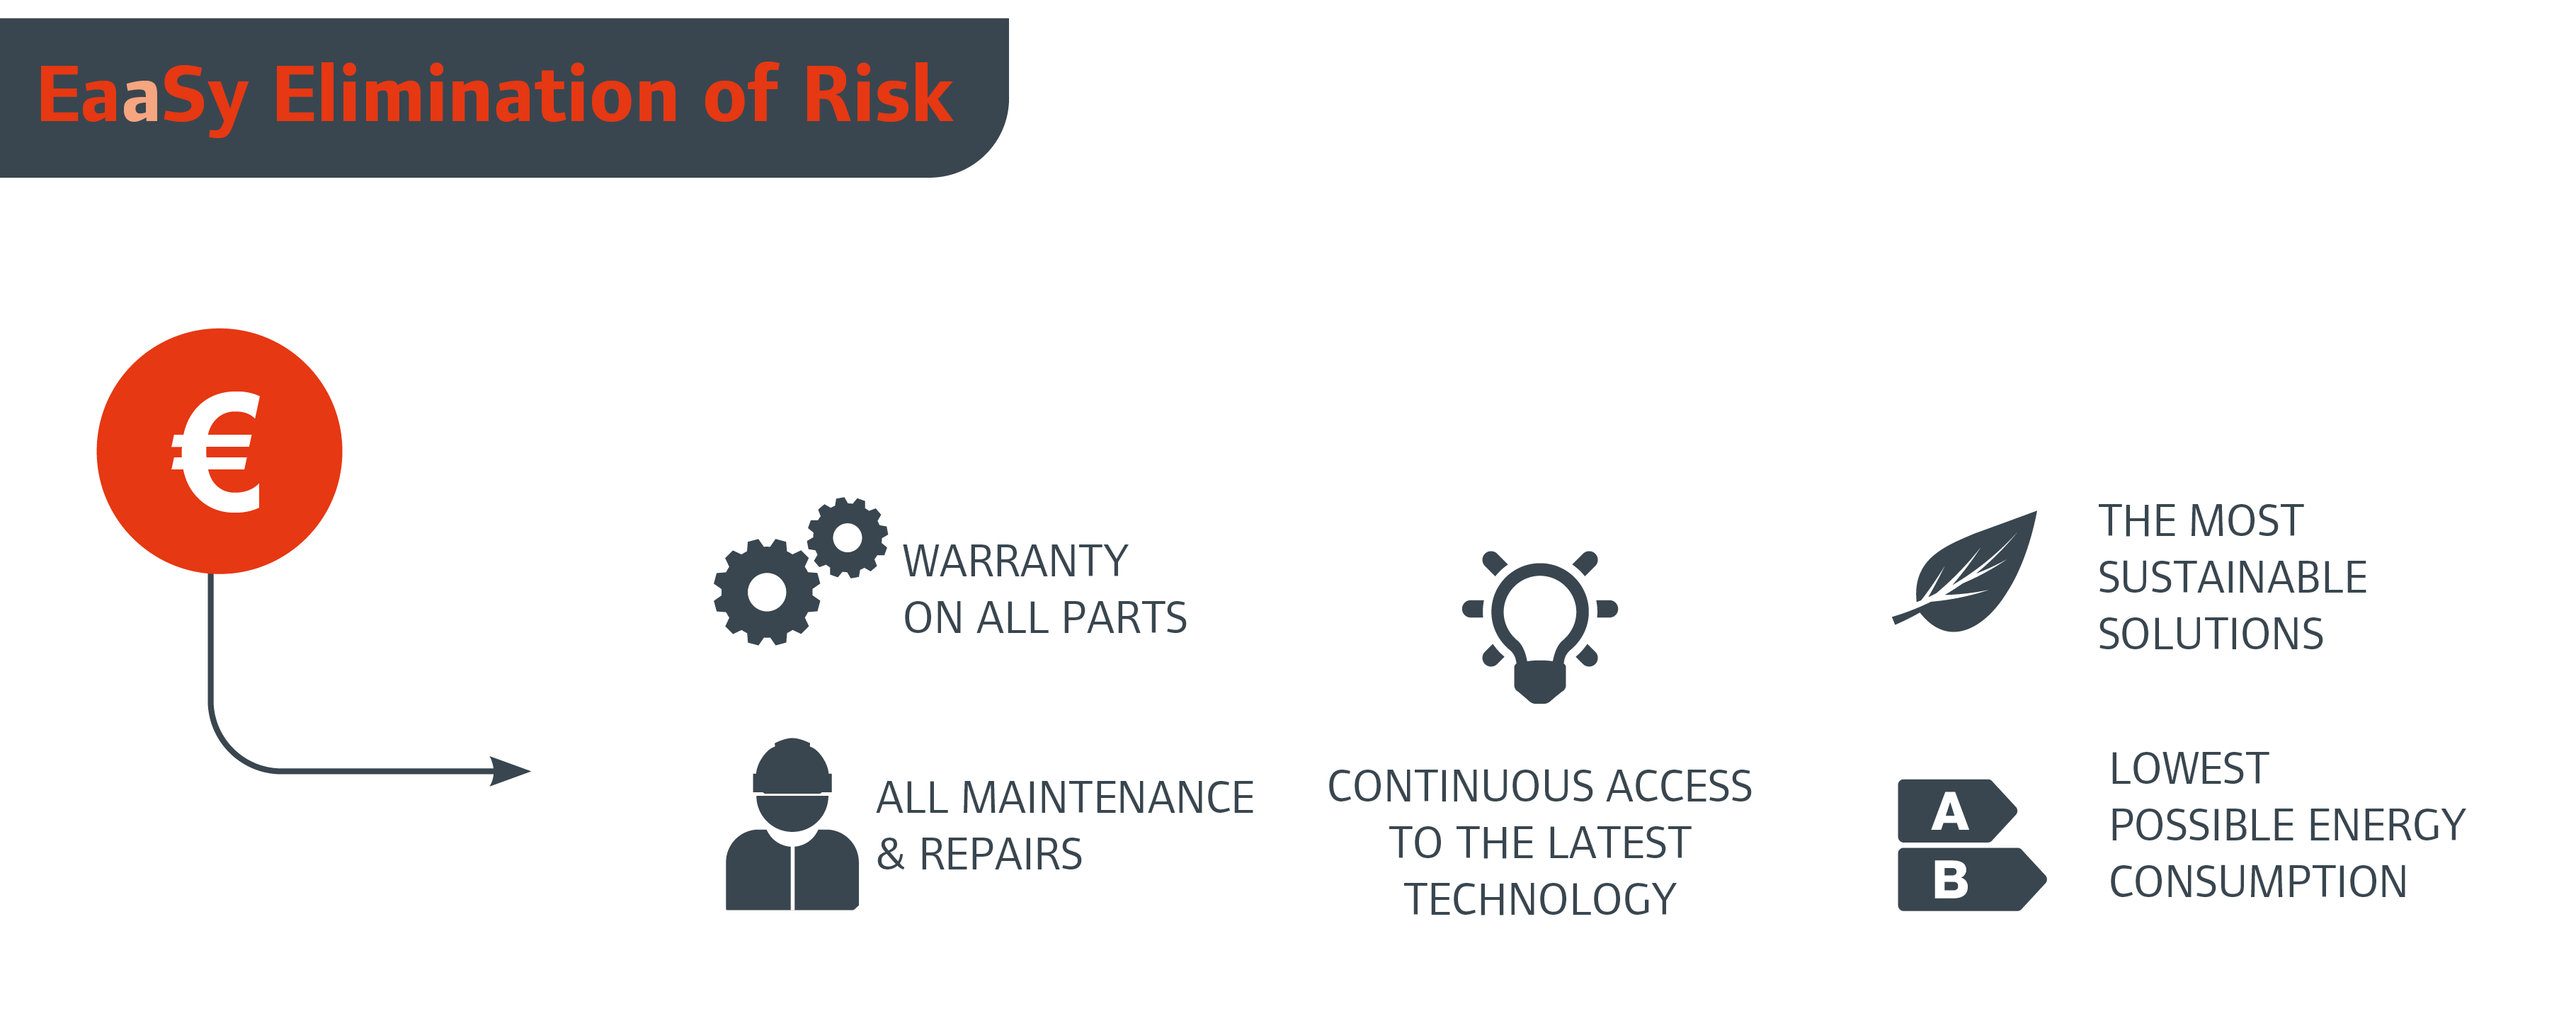 EaaSy Elimination of Risk
€
WARRANTY
ON ALL PARTS
ALL MAINTENANCE
& REPAIRS
CONTINUOUS ACCESS
TO THE LATEST
TECHNOLOGY
THE MOST
SUSTAINABLE
SOLUTIONS
A
B
LOWEST
POSSIBLE ENERGY
CONSUMPTION